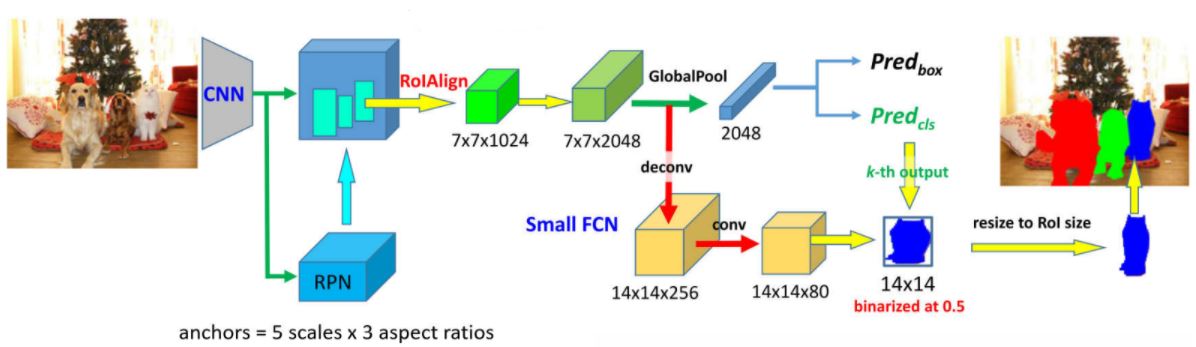 CNN
RoIAlign
7x7x1024
7x7x2048
GlobalPool
2048
Pred_box
Pred_cls
deconv
k-th output
RPN
anchors = 5 scales x 3 aspect ratios
Small FCN
conv
14x14x256
14x14x80
14x14
binarized at 0.5
resize to RoI size